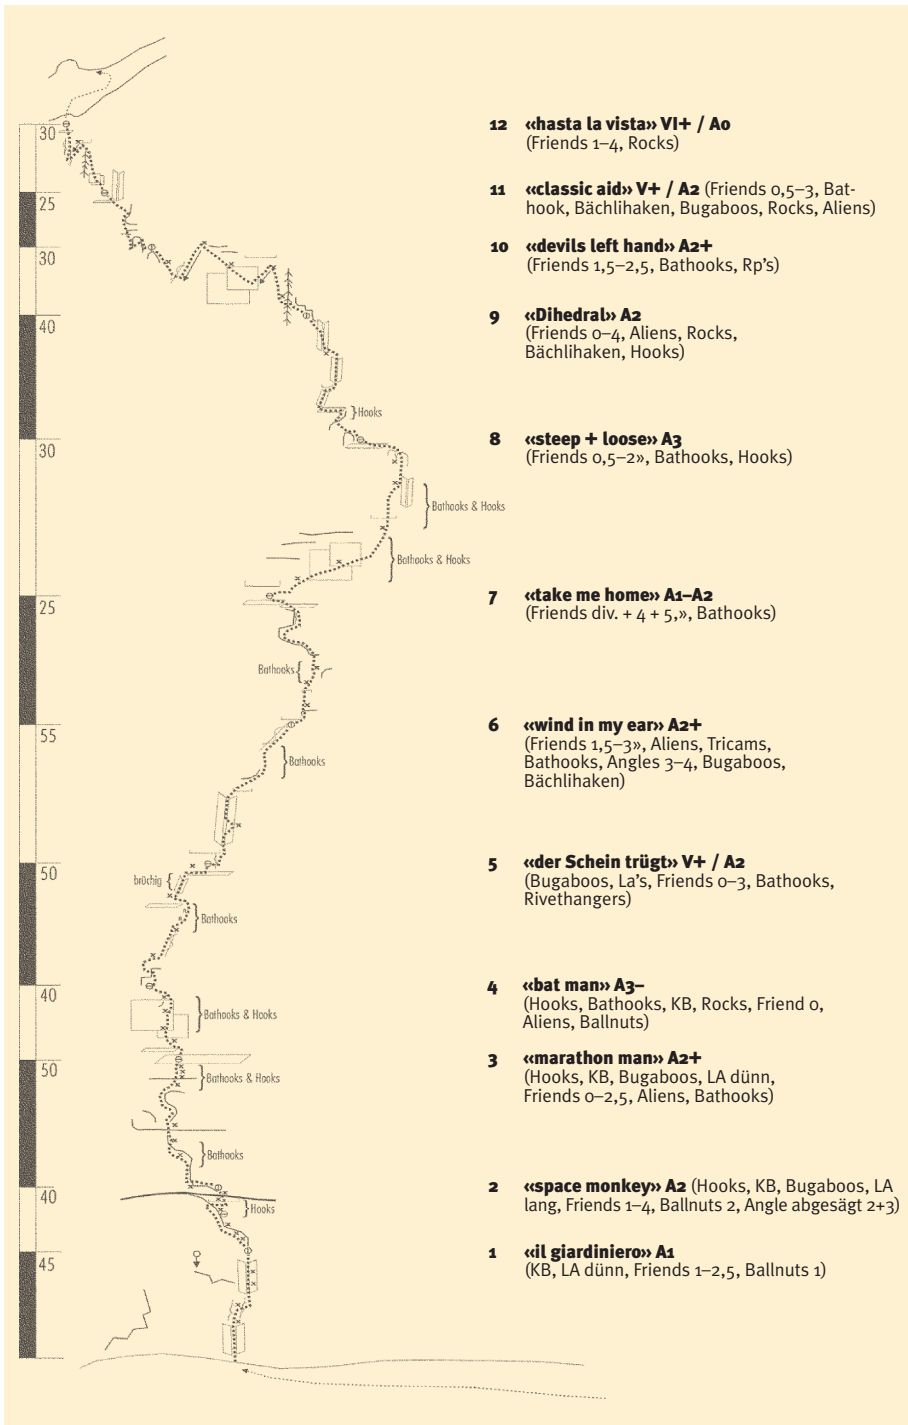 30
12 «hasta la vista» VI+ / A0
(Friends 1–4, Rocks)
25
11 «classic aid» V+ / A2 (Friends 0,5–3, Bat-
hook, Bächlihaken, Bugaboos, Rocks, Aliens)
30
10 «devils left hand» A2+
(Friends 1,5–2,5, Bathooks, Rp’s)
40
9 «Dihedral» A2
(Friends 0–4, Aliens, Rocks,
Bächlihaken, Hooks)
Hooks
30
8 «steep + loose» A3
(Friends 0,5–2», Bathooks, Hooks)
Bathooks & Hooks
Bathooks & Hooks
25
7 «take me home» A1–A2
(Friends div. + 4 + 5,», Bathooks)
Bathooks
55
6 «wind in my ear» A2+
(Friends 1,5–3», Aliens, Tricams,
Bathooks, Angles 3–4, Bugaboos,
Bächlihaken)
Bathooks
50
5 «der Schein trügt» V+ / A2
(Bugaboos, La’s, Friends 0–3, Bathooks,
Rivethangers)
brüchig
Bathooks
40
4 «bat man» A3–
(Hooks, Bathooks, KB, Rocks, Friend 0,
Aliens, Ballnuts)
Bathooks & Hooks
50
3 «marathon man» A2+
(Hooks, KB, Bugaboos, LA dünn,
Friends 0–2,5, Aliens, Bathooks)
Bathooks & Hooks
Bathooks
40
2 «space monkey» A2 (Hooks, KB, Bugaboos, LA
lang, Friends 1–4, Ballnuts 2, Angle abgesägt 2+3)
Hooks
45
1 «il giardiniero» A1
(KB, LA dünn, Friends 1–2,5, Ballnuts 1)